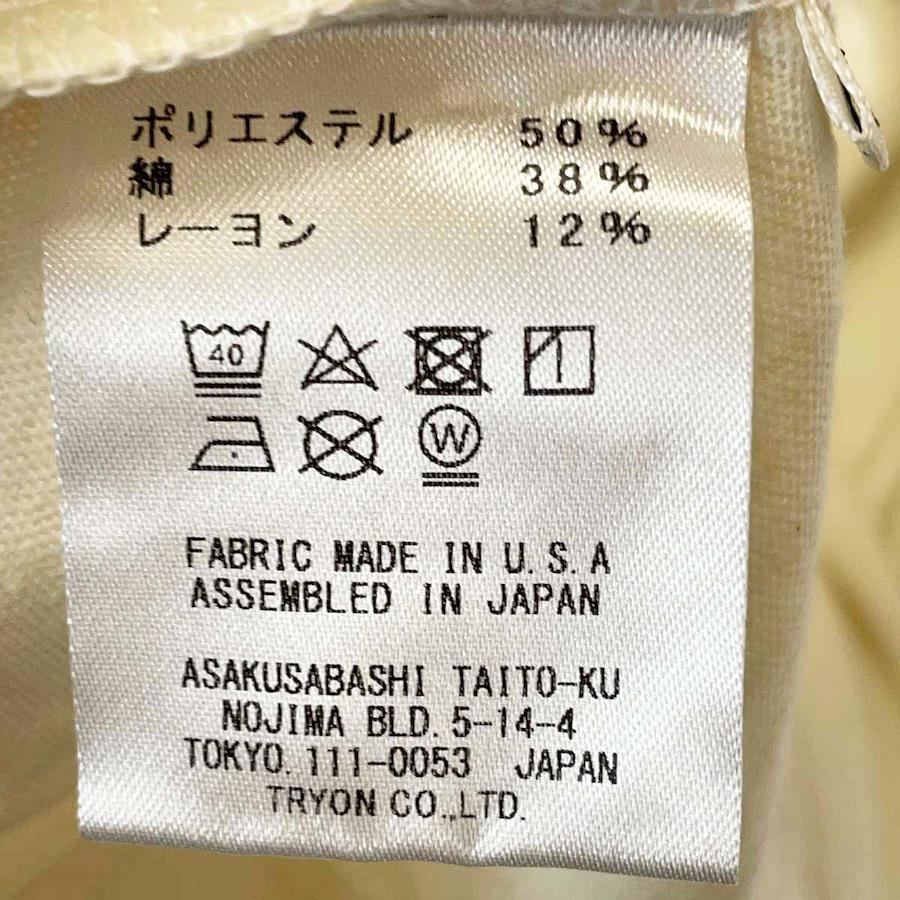 ポリエステル 50%
綿 38%
レーヨン 12%
40
W
FABRIC MADE IN U.S.A
ASSEMBLED IN JAPAN
ASAKUSABASHI TAITO-KU
NOJIMA BLD.5-14-4
TOKYO.111-0053 JAPAN
TRYON CO.,LTD.